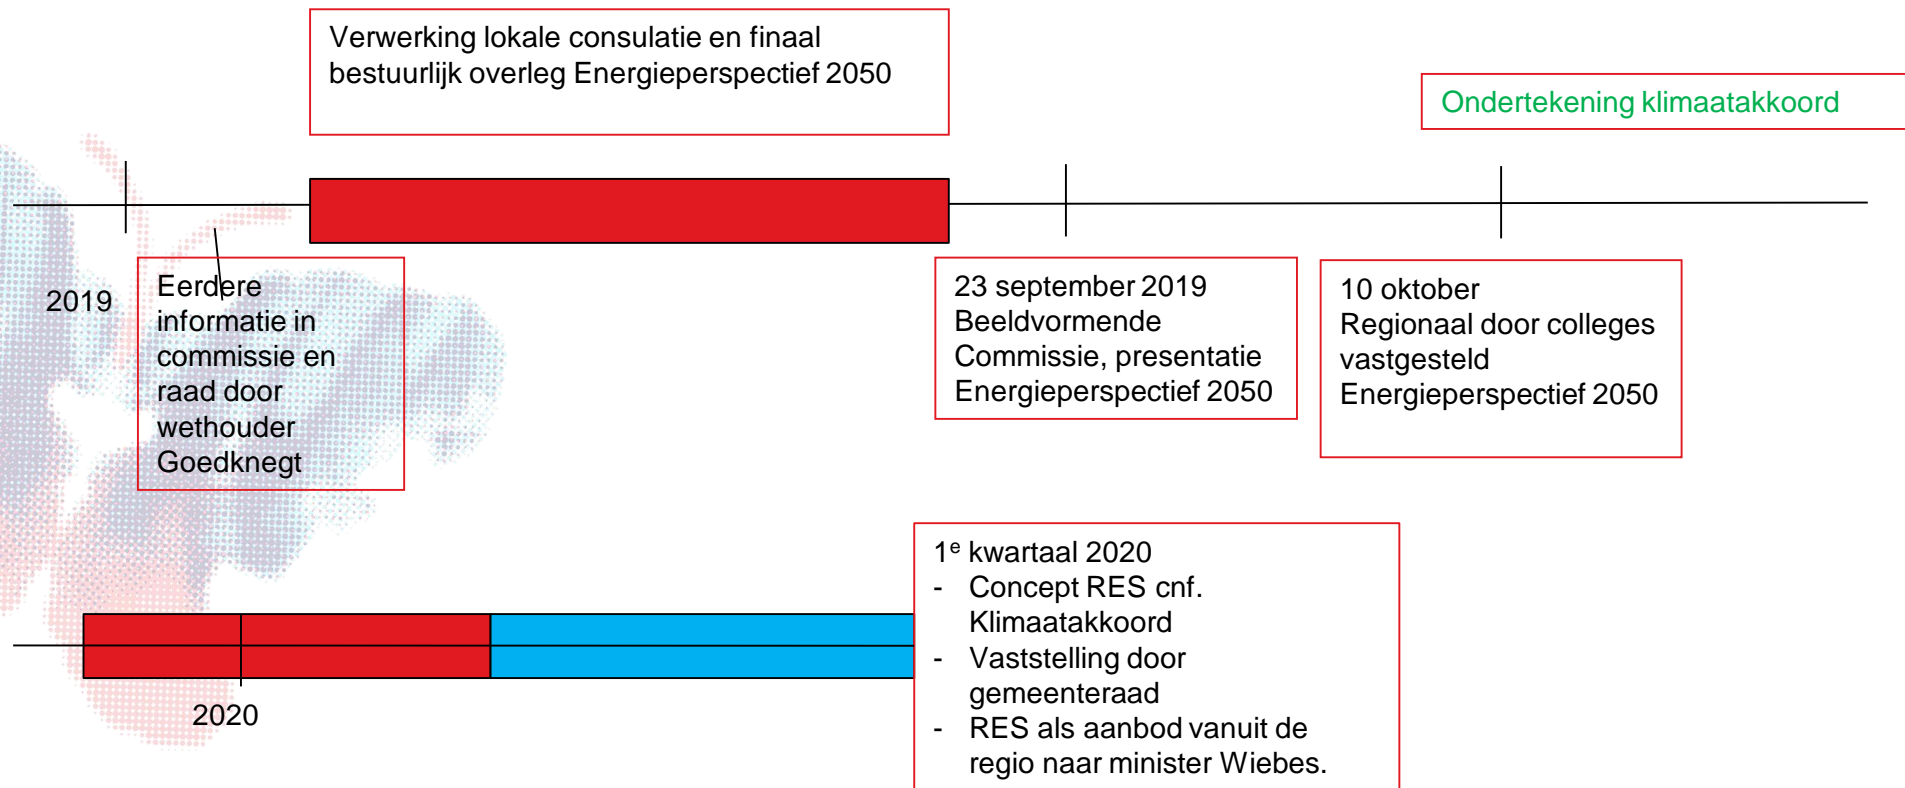 Verwerking lokale consulatie en finaal
bestuurlijk overleg Energieperspectief 2050
Ondertekening klimaatakkoord
2019
Eerdere
informatie in
commissie en
raad door
wethouder
Goedknegt
23 september 2019
Beeldvormende
Commissie, presentatie
Energieperspectief 2050
10 oktober
Regionaal door colleges
vastgesteld
Energieperspectief 2050
2020
1e kwartaal 2020
- Concept RES cnf.
Klimaatakkoord
- Vaststelling door
gemeenteraad
- RES als aanbod vanuit de
regio naar minister Wiebes.